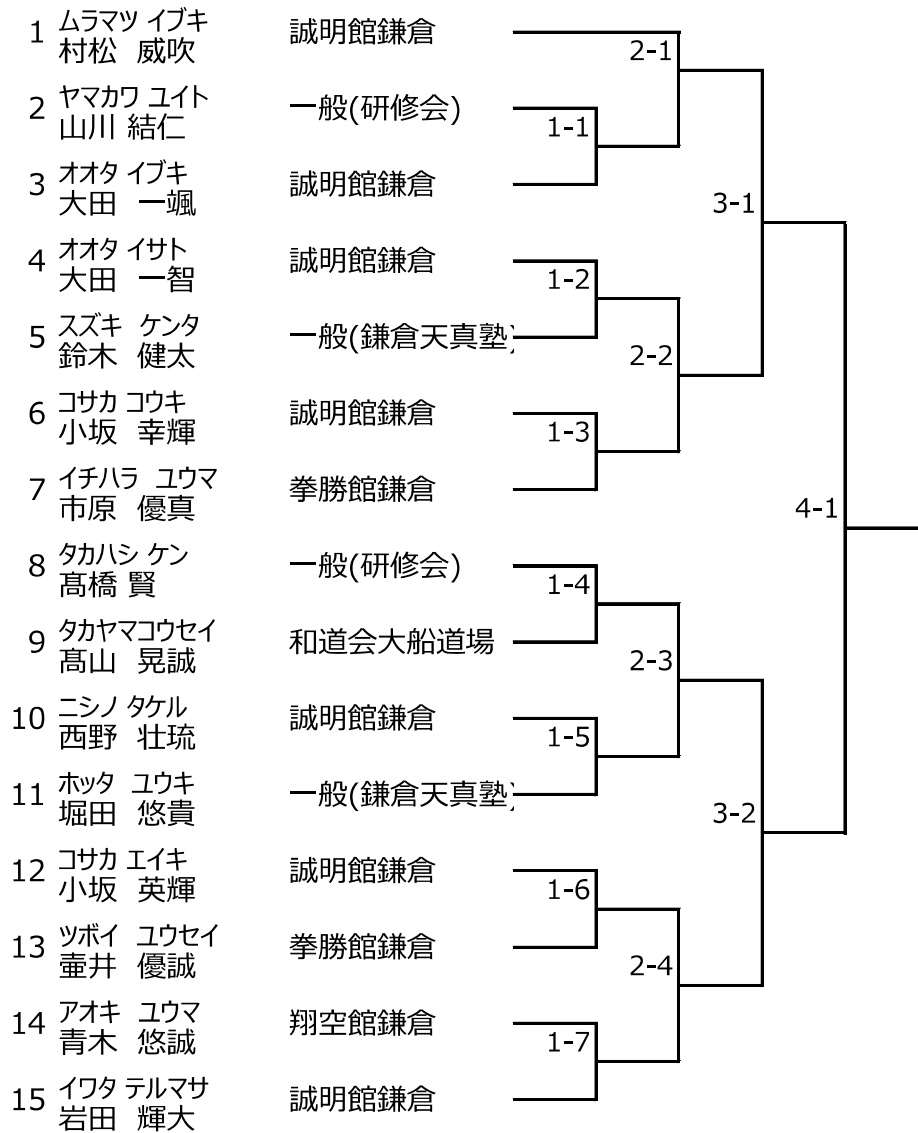 ムラマツ イブキ
1 村松 威吹 誠明館鎌倉
2-1
ヤマカワ ユイト
2 山川 結仁 一般(研修会)
1-1
オオタ イブキ
3 大田 一颯 誠明館鎌倉
3-1
オオタ イサト
4 大田 一智 誠明館鎌倉
1-2
スズキ ケンタ
5 鈴木 健太 一般(鎌倉天真塾)
2-2
コサカ コウキ
6 小坂 幸輝 誠明館鎌倉
1-3
イチハラ ユウマ
7 市原 優真 拳勝館鎌倉
4-1
タカハシ ケン
8 髙橋 賢 一般(研修会)
1-4
タカヤマコウセイ
9 髙山 晃誠 和道会大船道場
2-3
ニシノ タケル
10 西野 壮琉 誠明館鎌倉
1-5
ホッタ ユウキ
11 堀田 悠貴 一般(鎌倉天真塾)
3-2
コサカ エイキ
12 小坂 英輝 誠明館鎌倉
1-6
ツボイ ユウセイ
13 壷井 優誠 拳勝館鎌倉
2-4
アオキ ユウマ
14 青木 悠誠 翔空館鎌倉
1-7
イワタ テルマサ
15 岩田 輝大 誠明館鎌倉